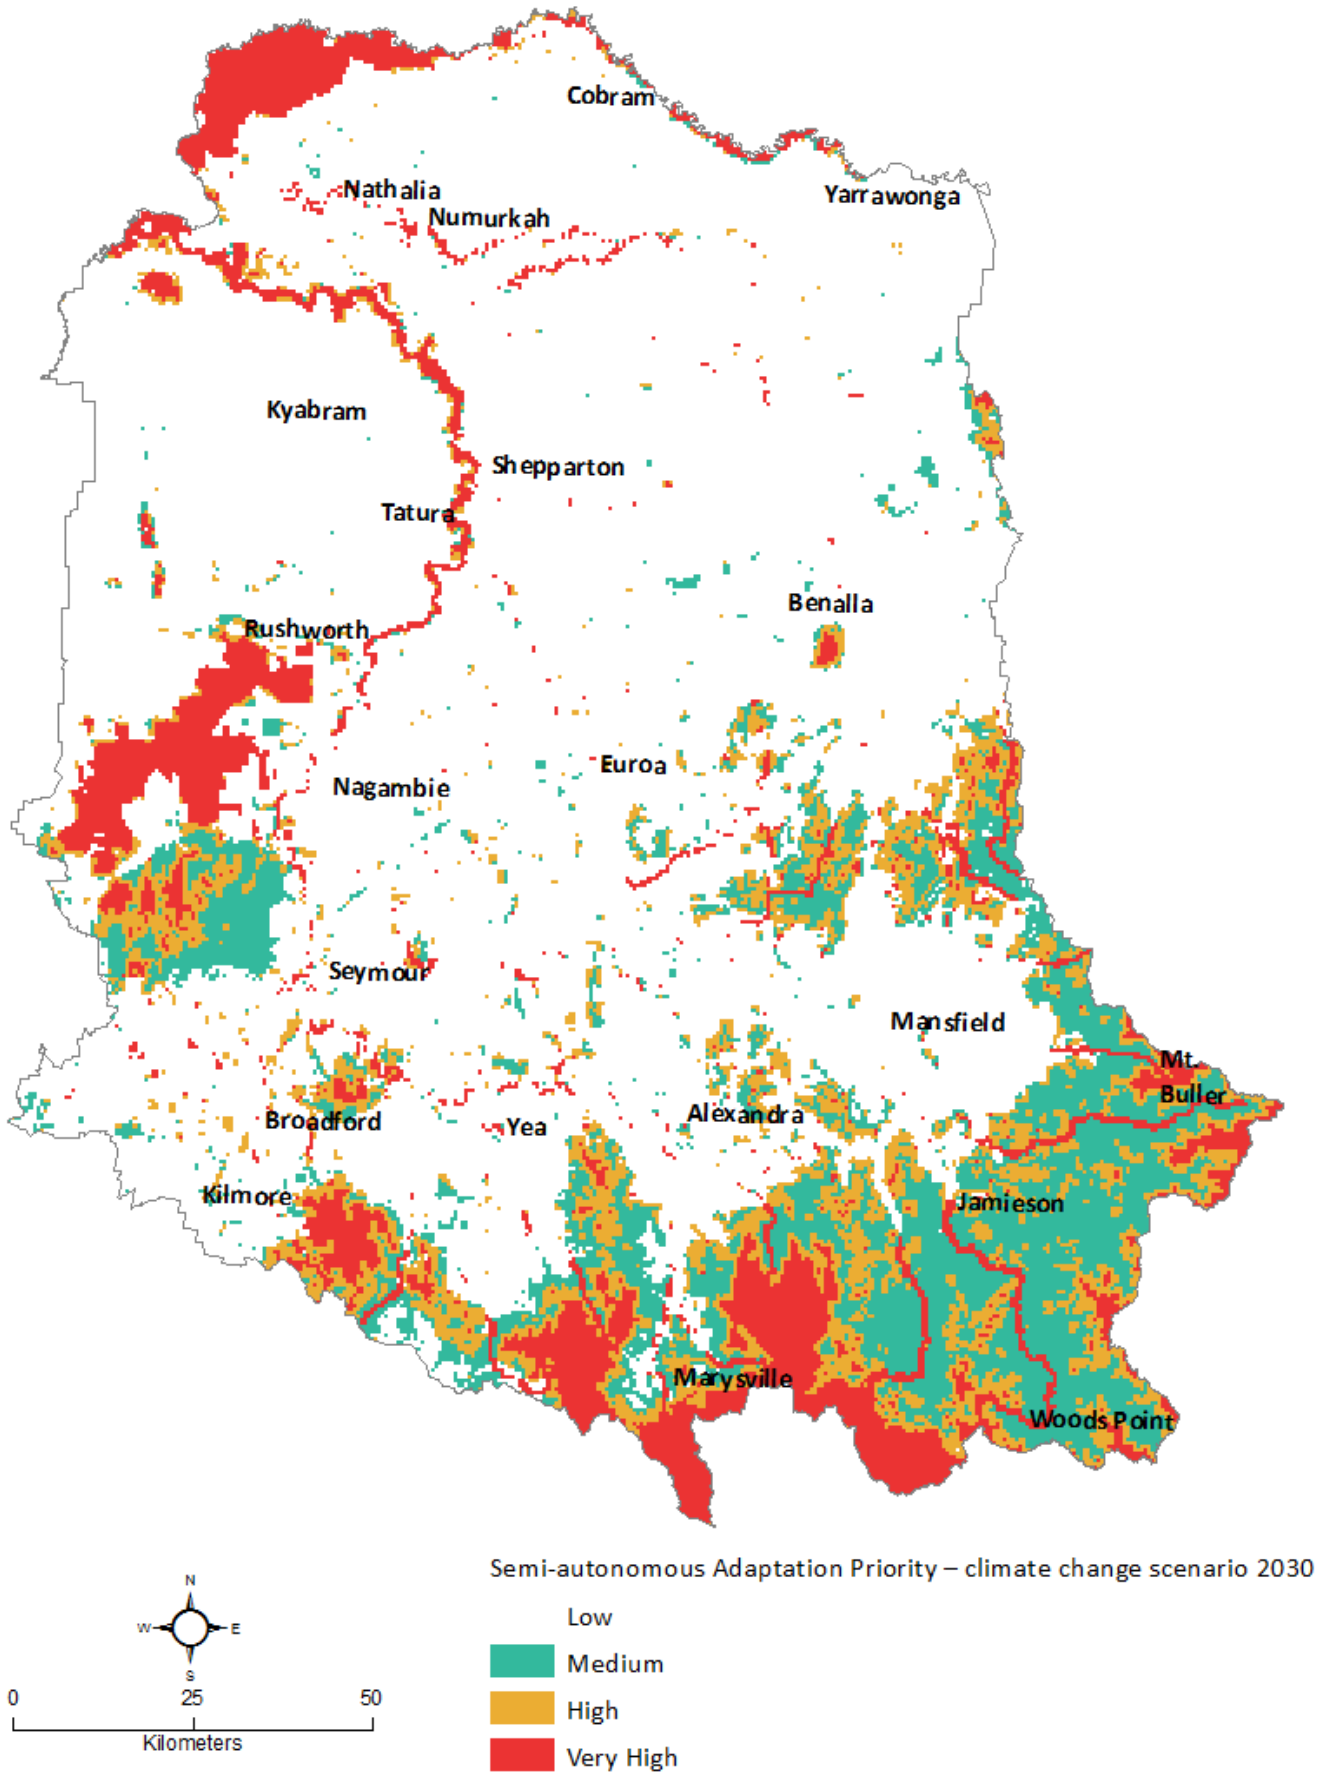 Cobram
Nathalia
Yarrawonga
Numurkah
Kyabram
Shepparton
Tatura
Benalla
Rushworth
Euroa
Nagambie
Seymour
Mansfield
Mt.
Buller
Broadford
Yea
Alexandra
Kilmore
Jamieson
Marysville
Woods Point
Semi-autonomous Adaptation Priority – climate change scenario 2030
N
W E
S
Low
Medium
High
Very High
0 25 50
Kilometers